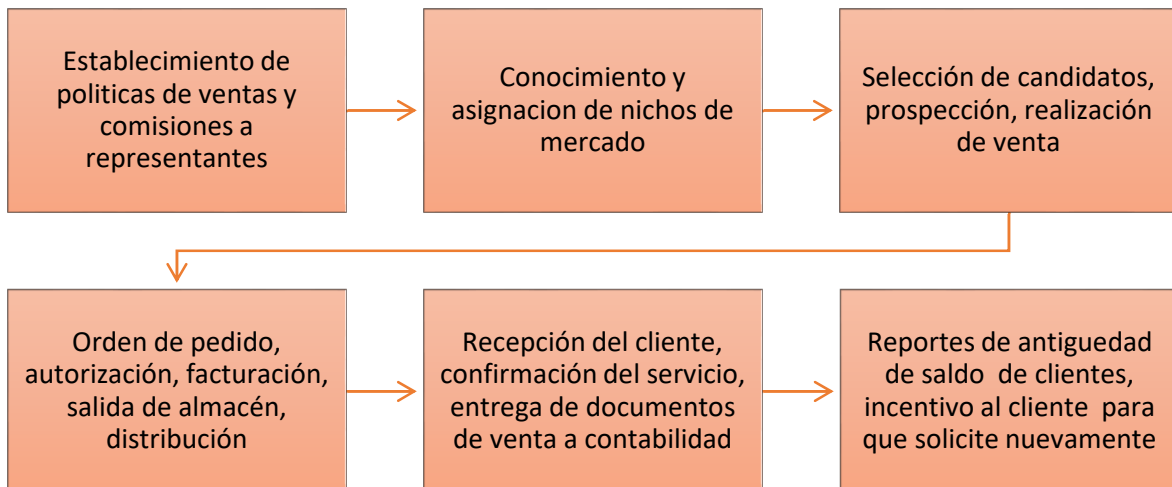 Establecimiento de
politicas de ventas y
comisiones a
representantes
Conocimiento y
asignacion de nichos de
mercado
Selección de candidatos,
prospección, realización
de venta
Orden de pedido,
autorización, facturación,
salida de almacén,
distribución
Recepción del cliente,
confirmación del servicio,
entrega de documentos
de venta a contabilidad
Reportes de antiguedad
de saldo de clientes,
incentivo al cliente para
que solicite nuevamente